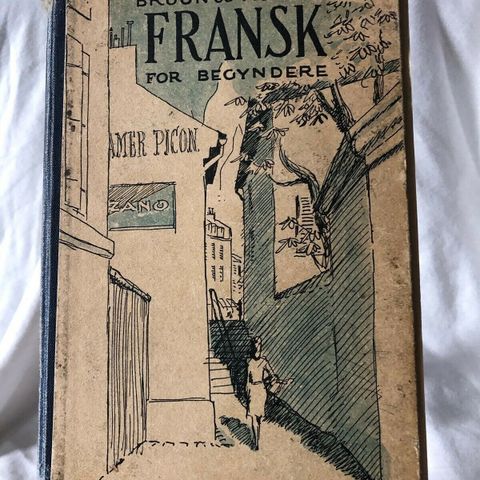 FRANSK
FOR BEGYNDERE
AMER PICON
ZANO